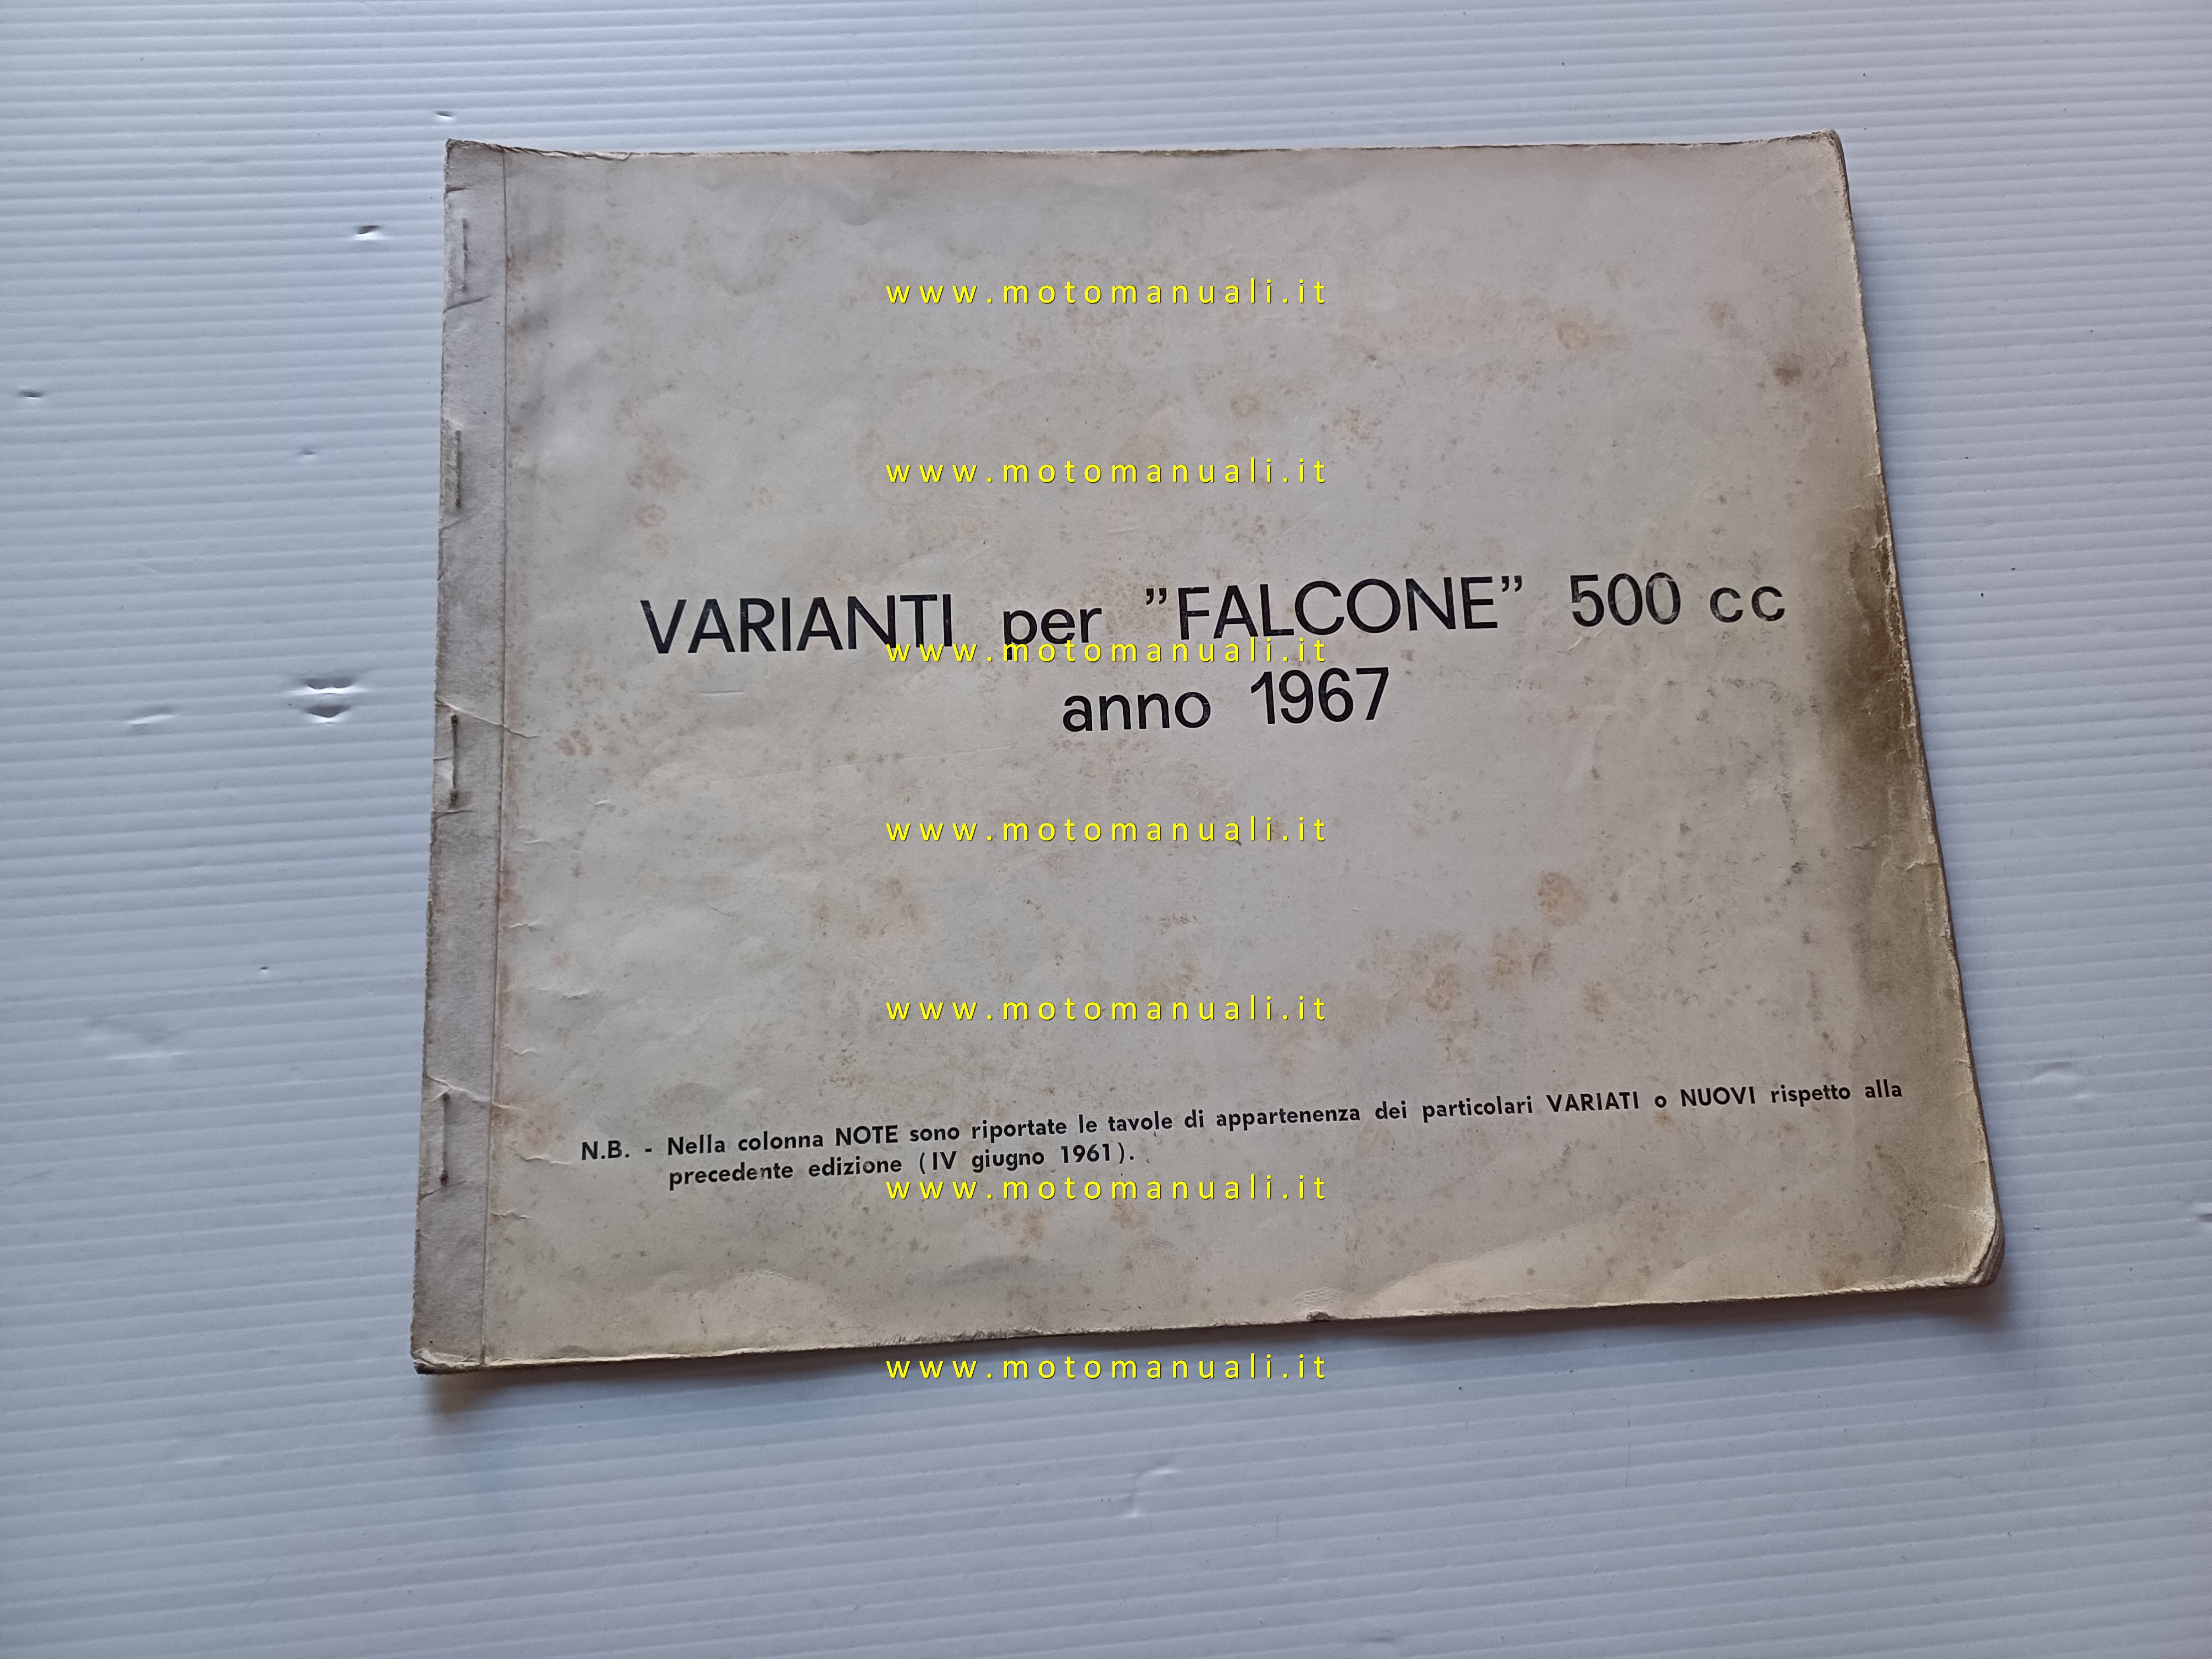 www.motomanuali.it
www.motomanuali.it
VARIANTI per "FALCONE" 500 cc
www.motomanuali.it
anno 1967
www.motomanuali.it
www.motomanuali.it
N.B. - Nella colonna NOTE sono riportate le tavole di appartenenza dei particolari VARIATI o NUOVI rispetto alla
precedente edizione (IV giugno 1961).
www.motomanuali.it
www.motomanuali.it